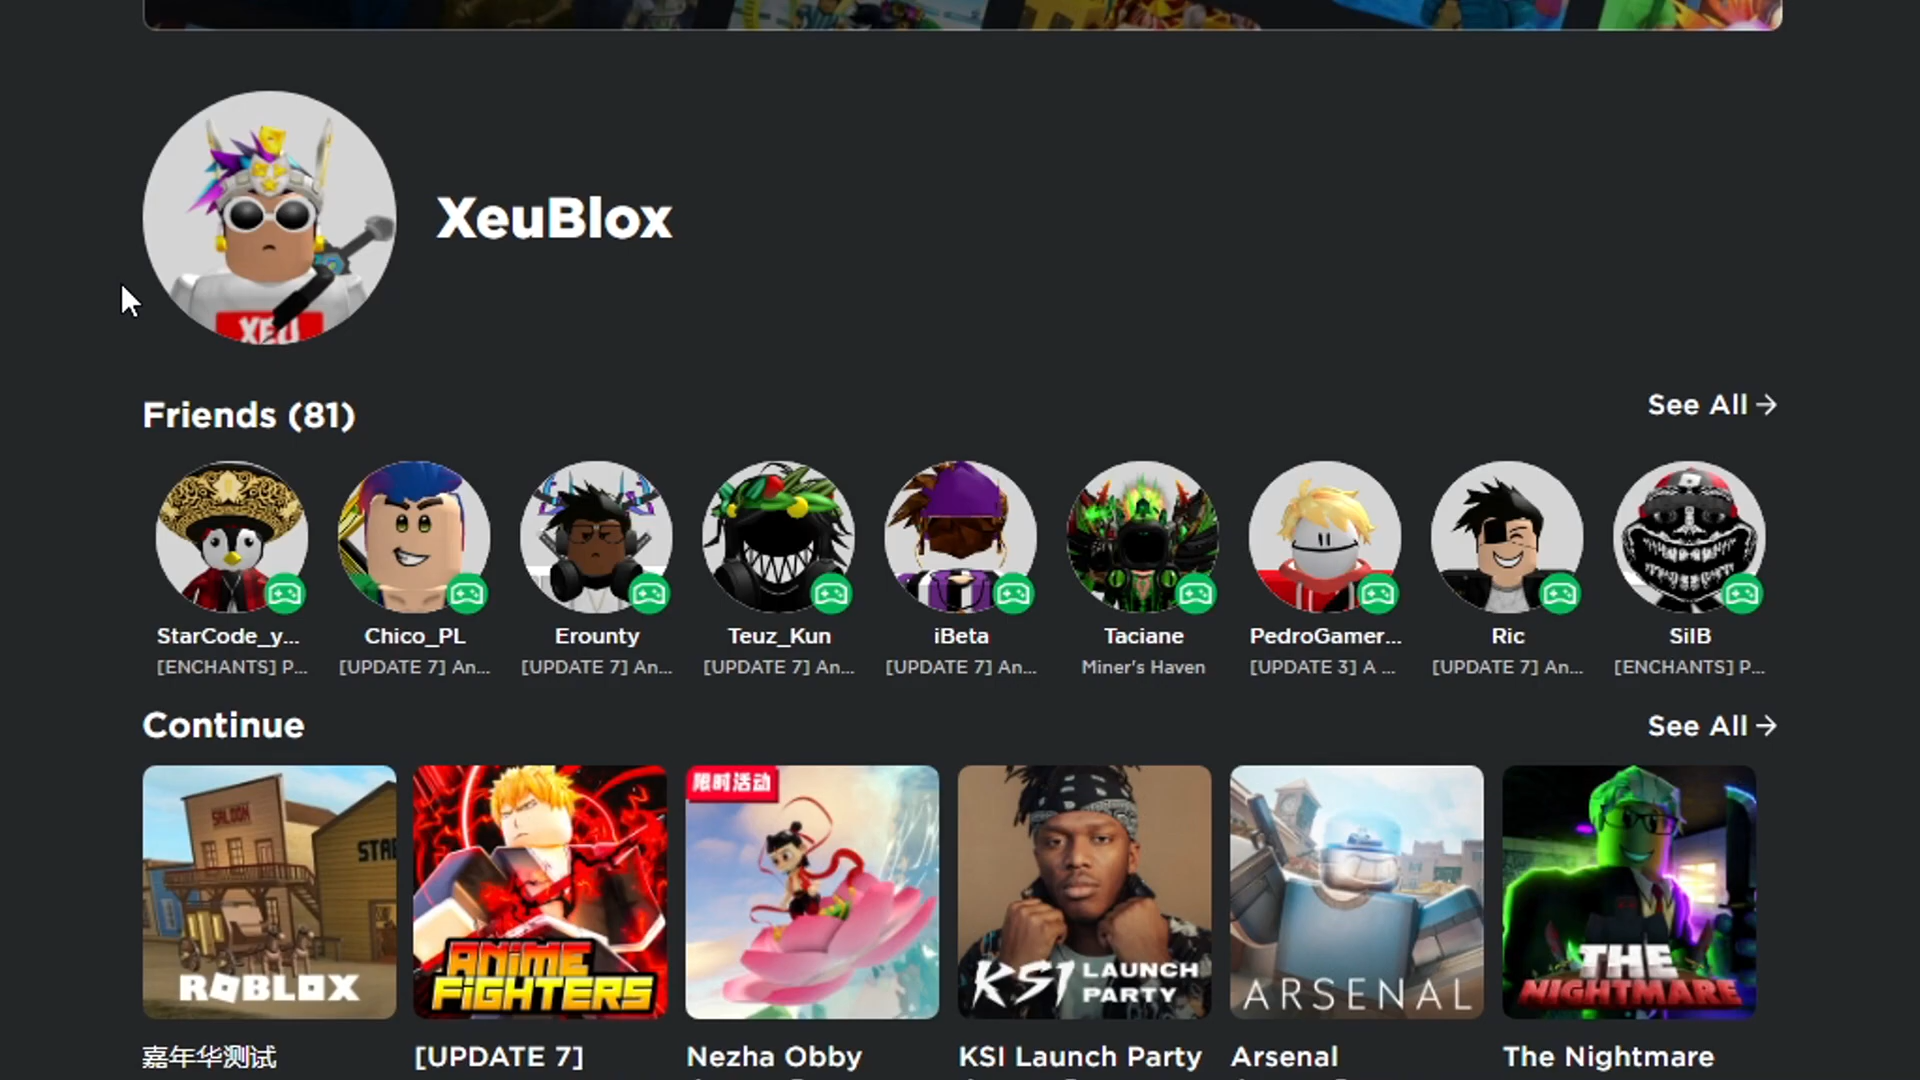 XeuBlox
XEU
Friends (81)
See All →
StarCode_y...
Chico_PL
Erounty
Teuz_Kun
iBeta
Taciane
PedroGamer...
Ric
SilB
[ENCHANTS] P...
[UPDATE 7] An...
[UPDATE 7] An...
[UPDATE 7] An...
[UPDATE 7] An...
Miner's Haven
[UPDATE 3] A ...
[UPDATE 7] An...
[ENCHANTS] P...
Continue
See All →
SALOON
ROBLOX
ANIME
FIGHTERS
限时活动
KSI LAUNCH
PARTY
ARSENAL
THE
NIGHTMARE
嘉年华测试
[UPDATE 7]
Nezha Obby
KSI Launch Party
Arsenal
The Nightmare